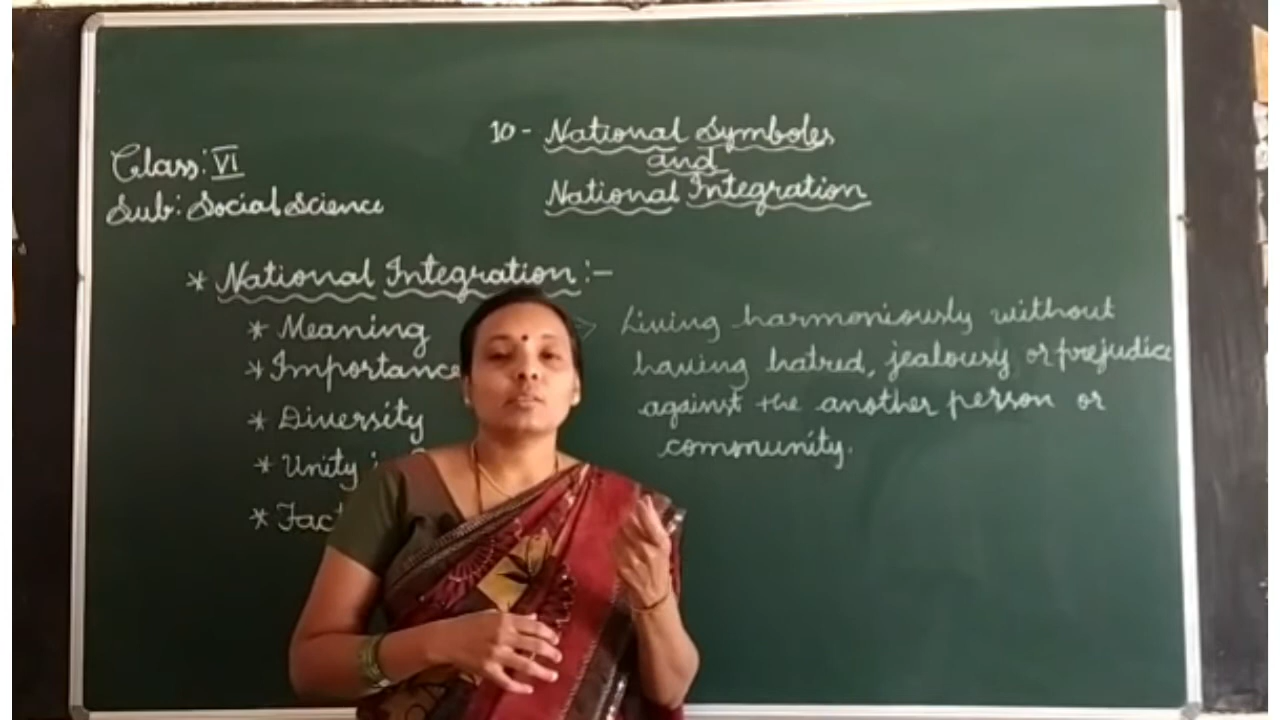 10 - National Symboles
and
National Integration
Class: VI
Sub: Social Science
* National Integration :-
* Meaning
* Importance
* Diversity
* Unity
* Fact
Living harmoniously without
having hatred, jealousy or prejudice
against the another person or
community.